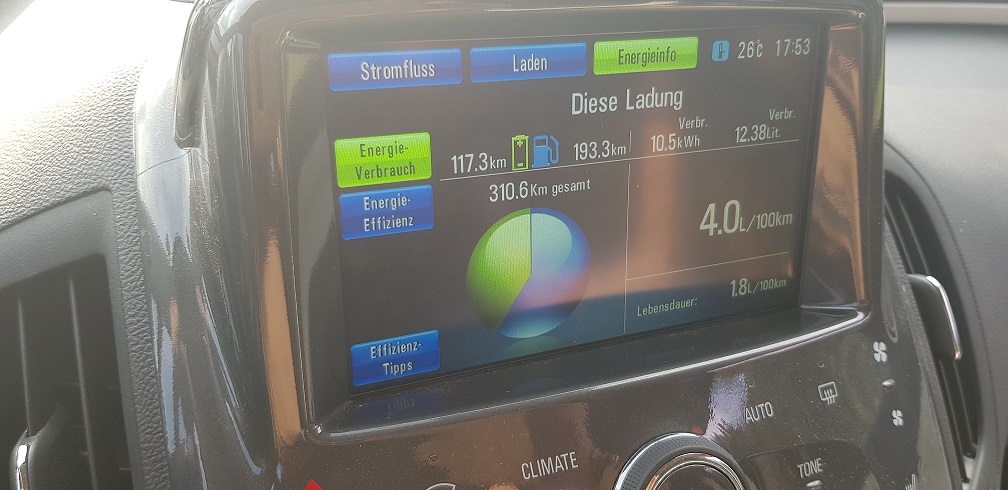 Stromfluss Laden Energieinfo 26°C 17:53
Diese Ladung
Energie-
Verbrauch
117.3km 193.3km
Verbr.
10.5kWh
Verbr.
12.38Lit.
310.6Km gesamt
Energie-
Effizienz
4.0L/100km
Lebensdauer: 1.8L/100km
Effizienz-
Tipps
AUTO
CLIMATE
TONE